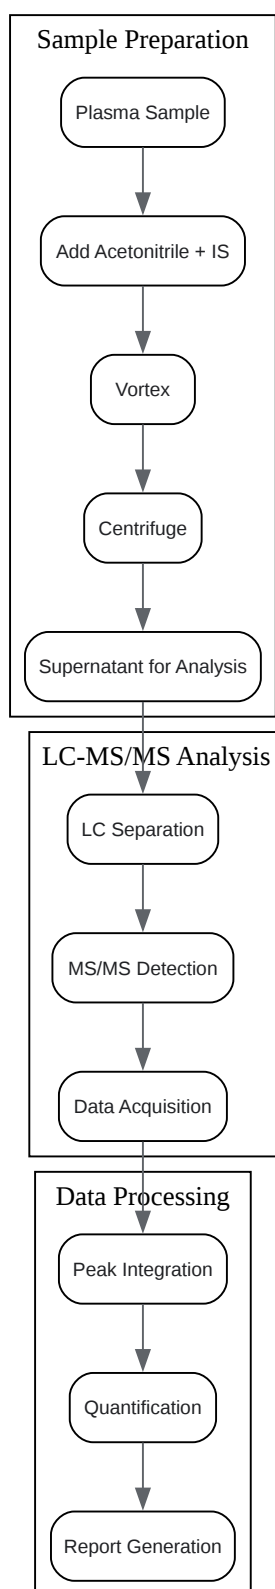 Sample Preparation
Plasma Sample
Add Acetonitrile + IS
Vortex
Centrifuge
Supernatant for Analysis
LC-MS/MS Analysis
LC Separation
MS/MS Detection
Data Acquisition
Data Processing
Peak Integration
Quantification
Report Generation